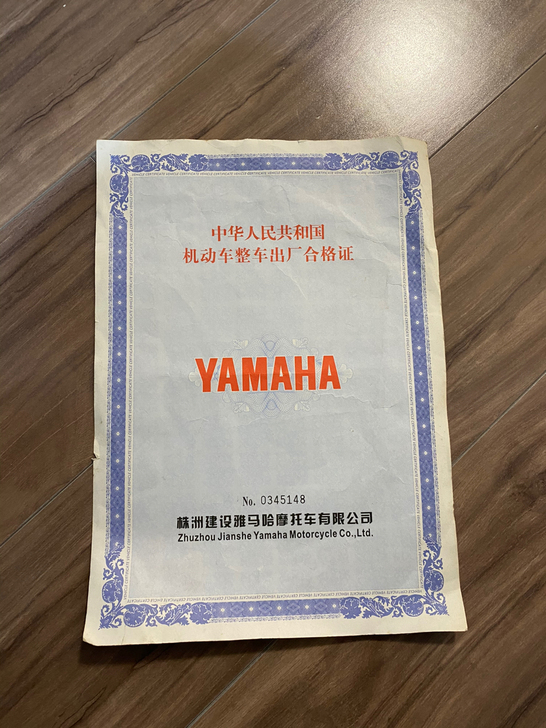 中华人民共和国
机动车整车出厂合格证
YAMAHA
No. 0345148
株洲建设雅马哈摩托车有限公司
Zhuzhou Jianshe Yamaha Motorcycle Co.,Ltd.